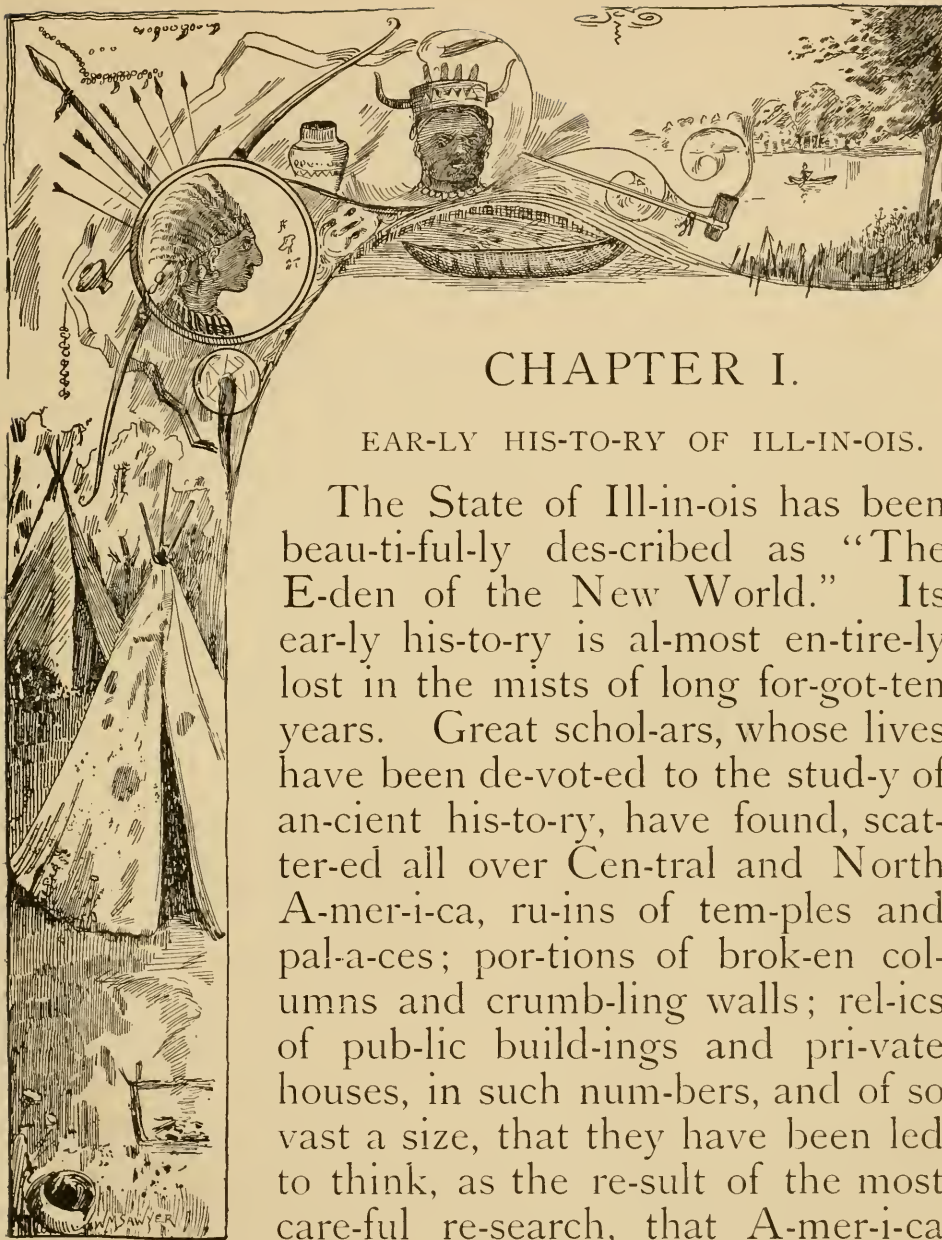 CHAPTER I.
EAR-LY HIS-TO-RY OF ILL-IN-OIS.
The State of Ill-in-ois has been
beau-ti-ful-ly des-cribed as “The
E-den of the New World.” Its
ear-ly his-to-ry is al-most en-tire-ly
lost in the mists of long for-got-ten
years. Great schol-ars, whose lives
have been de-vot-ed to the stud-y of
an-cient his-to-ry, have found, scat-
ter-ed all over Cen-tral and North
A-mer-i-ca, ru-ins of tem-ples and
pal-a-ces; por-tions of brok-en col-
umns and crumb-ling walls; rel-ics
of pub-lic build-ings and pri-vate
houses, in such num-bers, and of so
vast a size, that they have been led
to think, as the re-sult of the most
care-ful re-search, that A-mer-i-ca
WM SAWYER